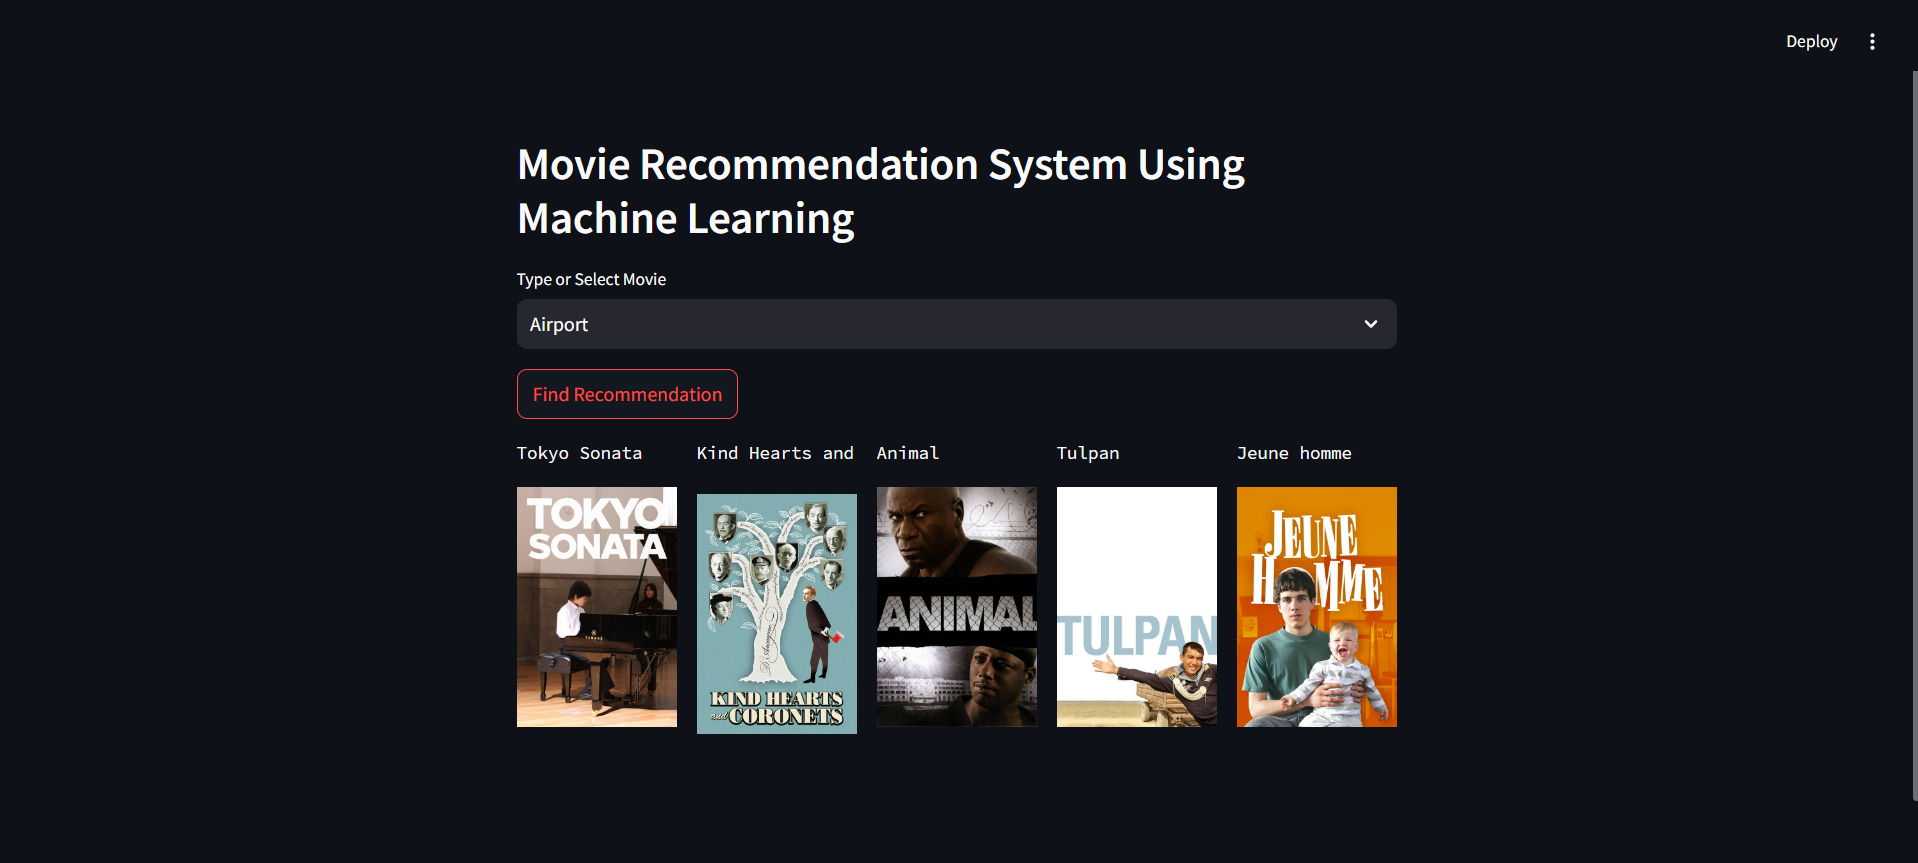 Deploy
Movie Recommendation System Using
Machine Learning
Type or Select Movie
Airport
Find Recommendation
Tokyo Sonata
Kind Hearts and
Animal
Tulpan
Jeune homme
TOKYO
SONATA
KIND HEARTS
and CORONETS
ANIMAL
TULPAN
JEUNE
HOMME